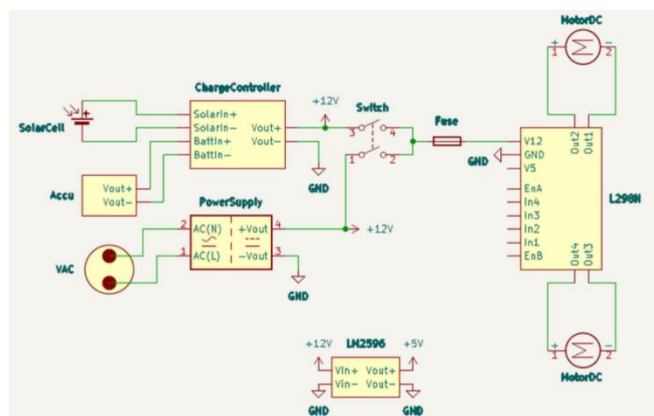 MotorDC
+ 1 2 -
ChargeController
+12V
Switch
SolarCell
+
SolarIn+
SolarIn-
BattIn+
BattIn-
Vout+
Vout-
3 4
1 2
Fuse
GND
V12
GND
V5
EnA
In4
In3
In2
In1
EnB
Out2
Out1
Out4
Out3
L298N
GND
Accu
Vout+
Vout-
PowerSupply
VAC
2 AC(N)
1 AC(L)
+Vout 4
-Vout 3
+12V
GND
+ 1 2 -
MotorDC
+12V
LM2596
+5V
Vin+ Vout+
Vin- Vout-
GND
GND